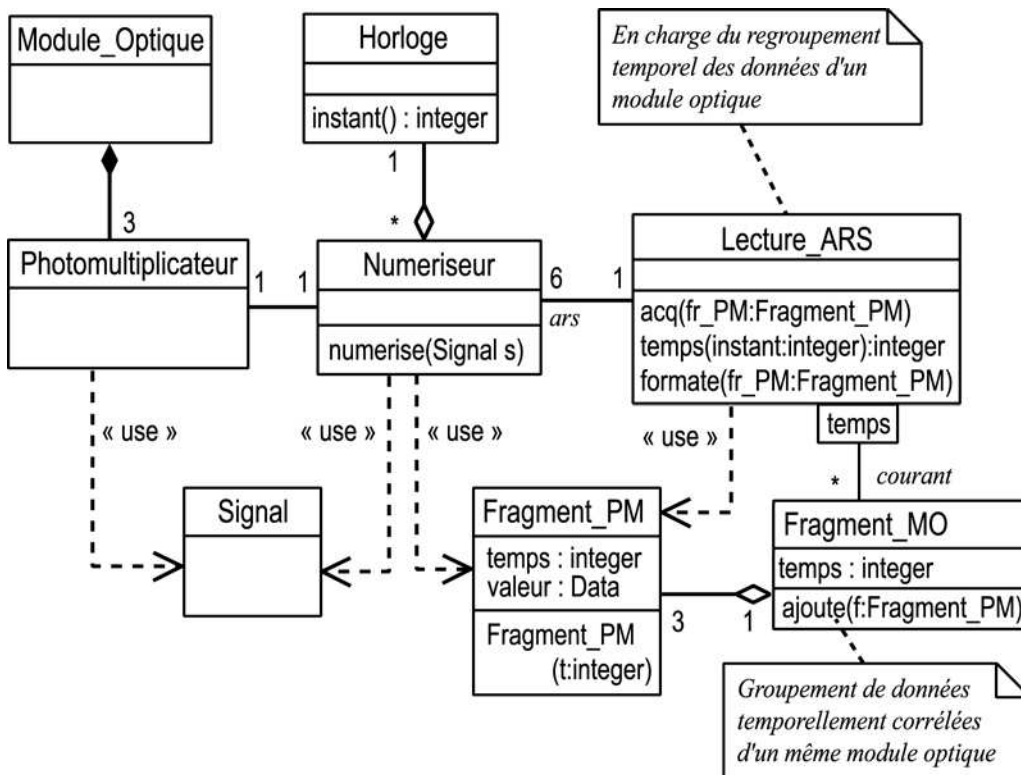 Module_Optique
Horloge
instant() : integer
En charge du regroupement
temporel des données d'un
module optique
1
*
3
Photomultiplicateur
1
1
Numeriseur
numerise(Signal s)
6
ars
1
Lecture_ARS
acq(fr_PM:Fragment_PM)
temps(instant:integer):integer
formate(fr_PM:Fragment_PM)
temps
« use »
« use »
« use »
« use »
*
courant
Signal
Fragment_PM
temps : integer
valeur : Data
Fragment_PM
(t:integer)
3
1
Fragment_MO
temps : integer
ajoute(f:Fragment_PM)
Groupement de données
temporellement corrélées
d'un même module optique